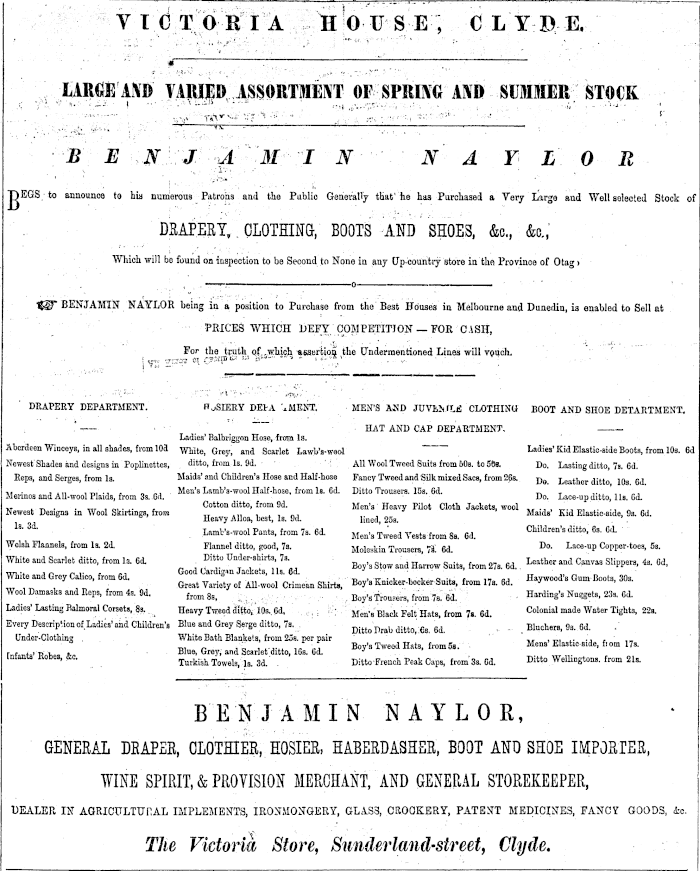 VICTORIA HOUSE, CLYDE.
LARGE AND VARIED ASSORTMENT OF SPRING AND SUMMER STOCK
BENJAMIN NAYLOR
BEGS to announce to his numerous Patrons and the Public Generally that he has Purchased a Very Large and Well selected Stock of
DRAPERY, CLOTHING, BOOTS AND SHOES, &c., &c.,
Which will be found on inspection to be Second to None in any Up-country store in the Province of Otag
BENJAMIN NAYLOR being in a position to Purchase from the Best Houses in Melbourne and Dunedin, is enabled to Sell at
PRICES WHICH DEFY COMPETITION — FOR CASH,
For the truth of which assertion the Undermentioned Lines will vouch.
DRAPERY DEPARTMENT.
Aberdeen Winceys, in all shades, from 10d
Newest Shades and designs in Poplinettes,
Reps, and Serges, from 1s.
Merinos and All-wool Plaids, from 3s. 6d.
Newest Designs in Wool Skirtings, from
1s. 3d.
Welsh Flannels, from 1s. 2d.
White and Scarlet ditto, from 1s. 6d.
White and Grey Calico, from 6d.
Wool Damasks and Reps, from 4s. 9d.
Ladies' Lasting Palmoral Corsets, 8s.
Every Description of Ladies' and Children's
Under-Clothing
Infants' Robes, &c.
HOSIERY DEPA MENT.
Ladies' Balbriggon Hose, from 1s.
White, Grey, and Scarlet Lawb's-wool
ditto, from 1s. 9d.
Maids' and Children's Hose and Half-hose
Men's Lamb's-wool Half-hose, from 1s. 6d.
Cotton ditto, from 9d.
Heavy Alloa, best, 1s. 9d.
Lamb's-wool Pants, from 7s. 6d.
Flannel ditto, good, 7s.
Ditto Under-shirts, 7s.
Good Cardigan Jackets, 11s. 6d.
Great Variety of All-wool Crimean Shirts,
from 8s,
Heavy Tweed ditto, 10s. 6d,
Blue and Grey Serge ditto, 7s.
White Bath Blankets, from 25s. per pair
Blue, Grey, and Scarlet ditto, 16s. 6d.
Turkish Towels, 1s. 3d.
MEN'S AND JUVENILE CLOTHING
HAT AND CAP DEPARTMENT.
All Wool Tweed Suits from 50s. to 56s.
Fancy Tweed and Silk mixed Sacs, from 26s.
Ditto Trousers. 15s. 6d.
Men's Heavy Pilot Cloth Jackets, wool
lined, 25s.
Men's Tweed Vests from 8s. 6d.
Moleskin Trousers, 7s. 6d.
Boy's Stow and Harrow Suits, from 27s. 6d.
Boy's Knicker-bocker Suits, from 17s. 6d.
Boy's Trousers, from 7s. 6d.
Men's Black Felt Hats, from 7s. 6d.
Ditto Drab ditto, 6s. 6d.
Boy's Tweed Hats, from 5s.
Ditto French Peak Caps, from 3s. 6d.
BOOT AND SHOE DETARTMENT.
Ladies' Kid Elastic-side Boots, from 10s. 6d
Do. Lasting ditto, 7s. 6d.
Do. Leather ditto, 10s. 6d.
Do. Lace-up ditto, 11s. 6d.
Maids' Kid Elastic-side, 9s. 6d.
Children's ditto, 6s. 6d.
Do. Lace-up Copper-toes, 5s.
Leather and Canvas Slippers, 4s. 6d,
Haywood's Gum Boots, 30s.
Harding's Nuggets, 23s. 6d.
Colonial made Water Tights, 22s.
Bluchers, 9s. 6d.
Mens' Elastic-side, from 17s.
Ditto Wellingtons. from 21s.
BENJAMIN NAYLOR,
GENERAL DRAPER, CLOTHIER, HOSIER, HABERDASHER, BOOT AND SHOE IMPORTER,
WINE SPIRIT, & PROVISION MERCHANT, AND GENERAL STOREKEEPER,
DEALER IN AGRICULTURAL IMPLEMENTS, IRONMONGERY, GLASS, CROCKERY, PATENT MEDICINES, FANCY GOODS, &c.
The Victoria Store, Sunderland-street, Clyde.